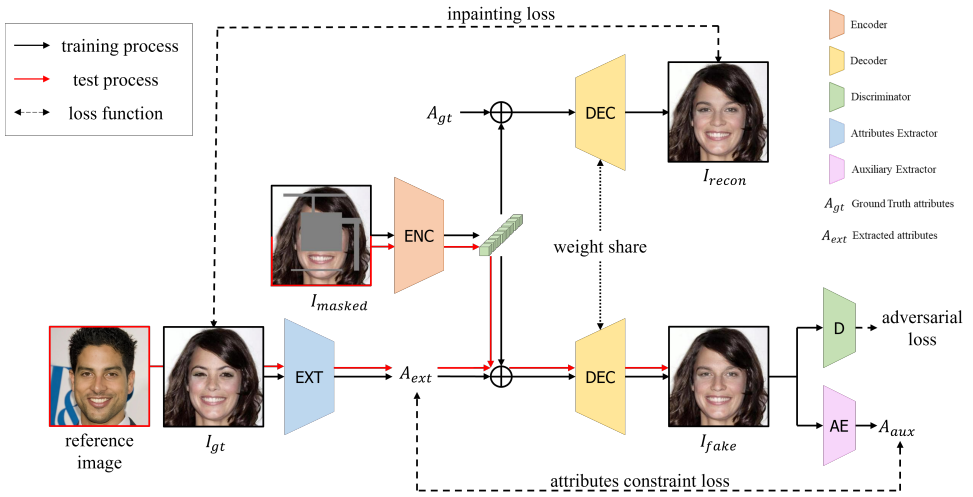 inpainting loss
training process
test process
loss function
Encoder
Decoder
Discriminator
Attributes Extractor
Auxiliary Extractor
A_gt Ground Truth attributes
A_ext Extracted attributes
A_gt
DEC
I_recon
ENC
I_masked
weight share
reference
image
I_gt
EXT
A_ext
DEC
I_fake
D
adversarial
loss
AE
A_aux
attributes constraint loss